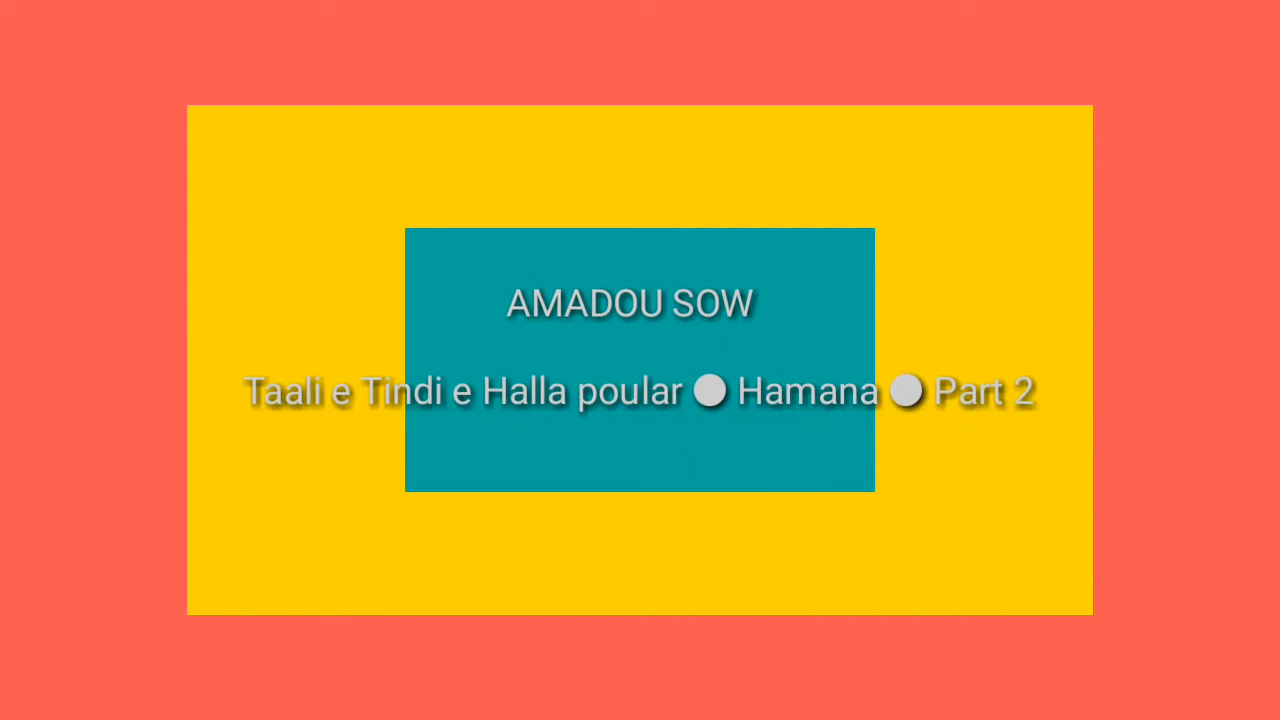 AMADOU SOW
Taali e Tindi e Halla poular ● Hamana ● Part 2